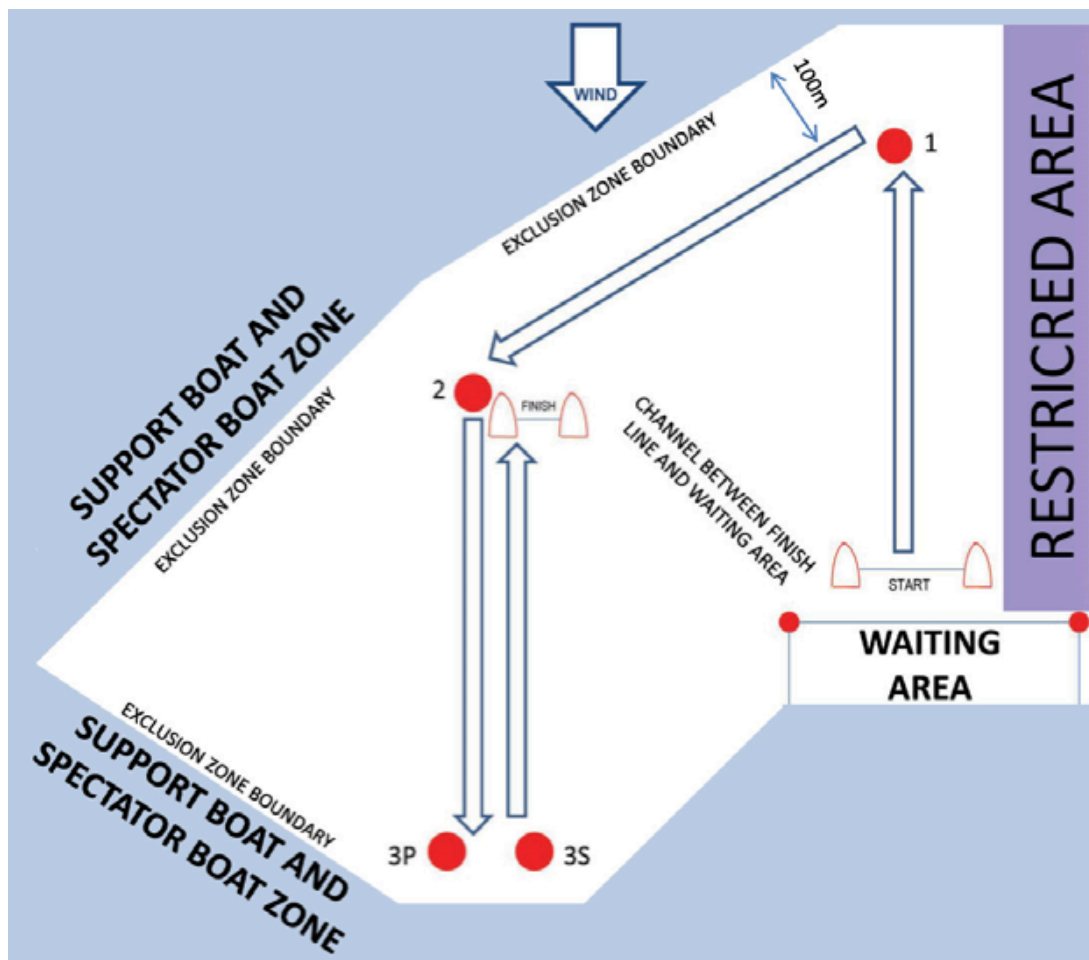 WIND
100m
1
EXCLUSION ZONE BOUNDARY
RESTRICRED AREA
SUPPORT BOAT AND
SPECTATOR BOAT ZONE
EXCLUSION ZONE BOUNDARY
2
FINISH
CHANNEL BETWEEN FINISH
LINE AND WAITING AREA
START
WAITING
AREA
EXCLUSION ZONE BOUNDARY
SUPPORT BOAT AND
SPECTATOR BOAT ZONE
3P
3S